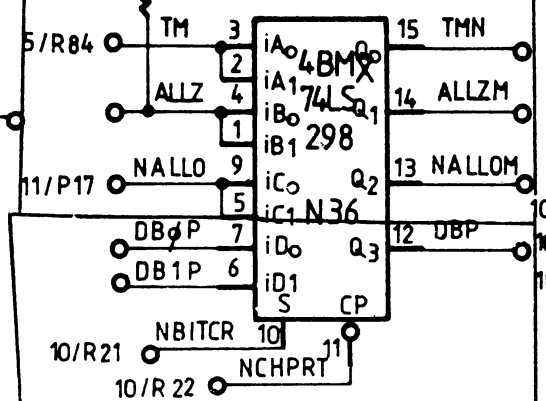 5/R84 TM 3 iA0 4BMX Q0 15 TMN
2 iA1 74LS
ALLZ 4 iB0 Q1 14 ALLZM
1 iB1 298
11/P17 NALLO 9 iC0 Q2 13 NALLOM
5 iC1 N36 10
DBØP 7 iD0 Q3 12 DBP
DB1P 6 iD1
S CP
NBITCR 10 11
10/R21
NCHPRT
10/R22